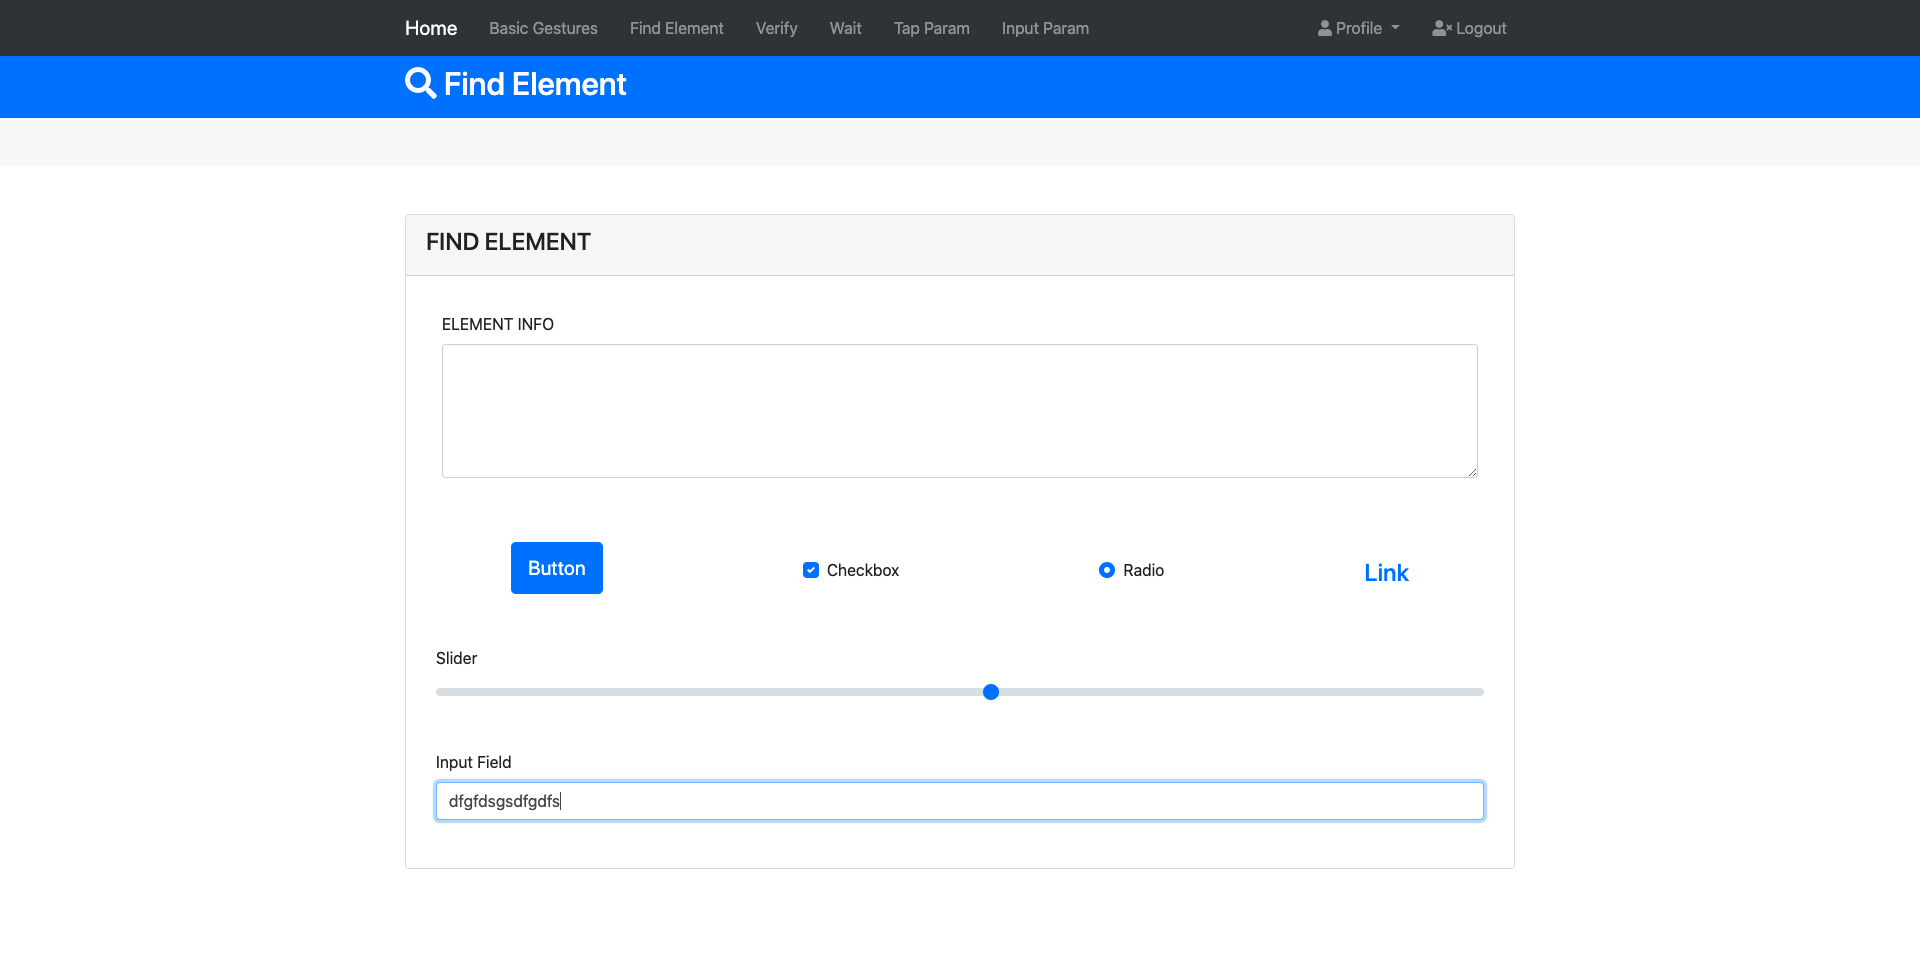 Home Basic Gestures Find Element Verify Wait Tap Param Input Param Profile Logout
Find Element
FIND ELEMENT
ELEMENT INFO
Button Checkbox Radio Link
Slider
Input Field
dfgfdsgsdfgdfs